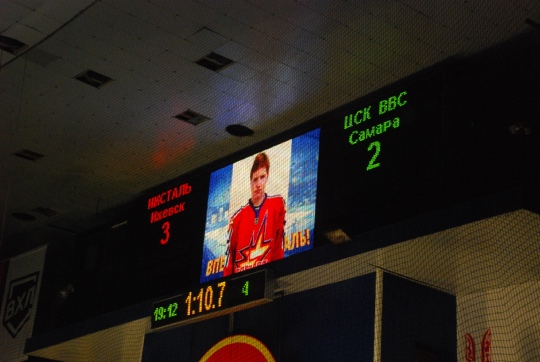 ИЖСТАЛЬ
Ижевск
3
ЦСК ВВС
Самара
2
19:12
1:10.7
4
ВХЛ